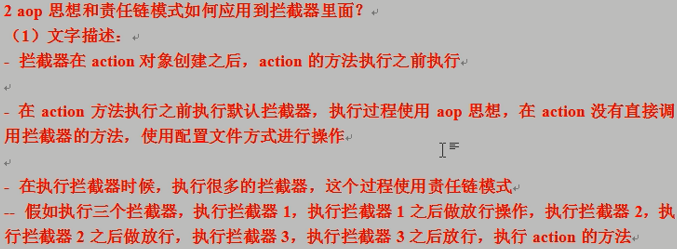 2 aop 思想和责任链模式如何应用到拦截器里面？
（1）文字描述：
- 拦截器在 action 对象创建之后，action 的方法执行之前执行
- 在 action 方法执行之前执行默认拦截器，执行过程使用 aop 思想，在 action 没有直接调
用拦截器的方法，使用配置文件方式进行操作
- 在执行拦截器时候，执行很多的拦截器，这个过程使用责任链模式
-- 假如执行三个拦截器，执行拦截器 1，执行拦截器 1 之后做放行操作，执行拦截器 2，执
行拦截器 2 之后做放行，执行拦截器 3，执行拦截器 3 之后放行，执行 action 的方法